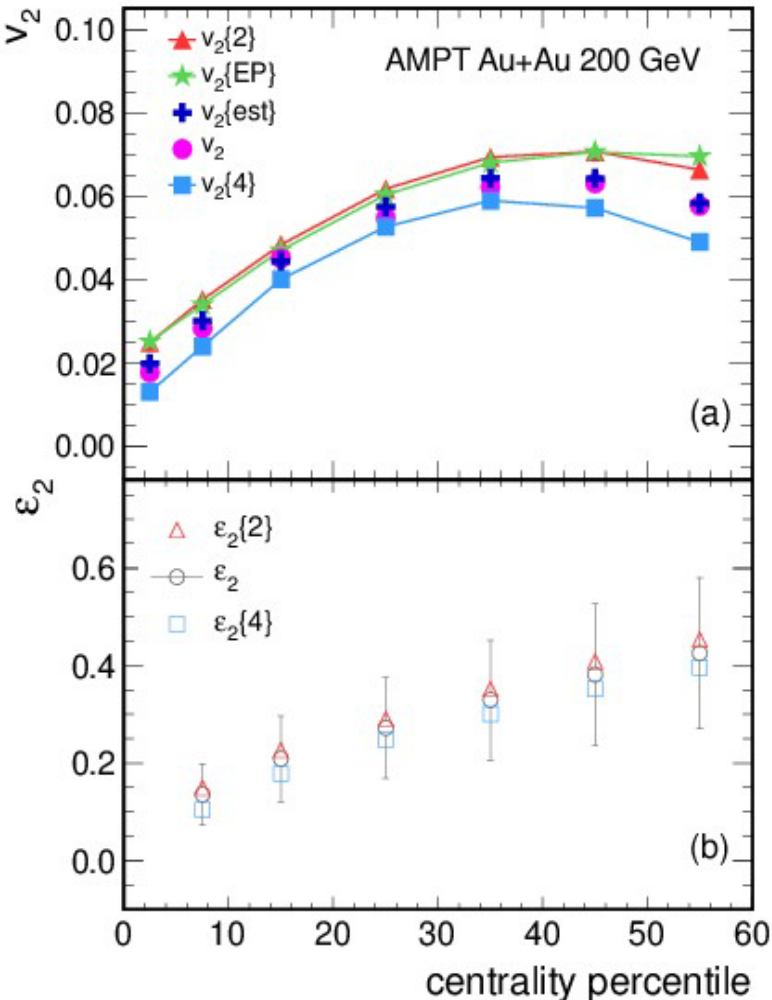 v₂
0.10
v₂{2}
v₂{EP}
v₂{est}
v₂
v₂{4}
AMPT Au+Au 200 GeV
0.08
0.06
0.04
0.02
0.00
(a)
ε₂
ε₂{2}
ε₂
ε₂{4}
0.6
0.4
0.2
0.0
(b)
0 10 20 30 40 50 60
centrality percentile